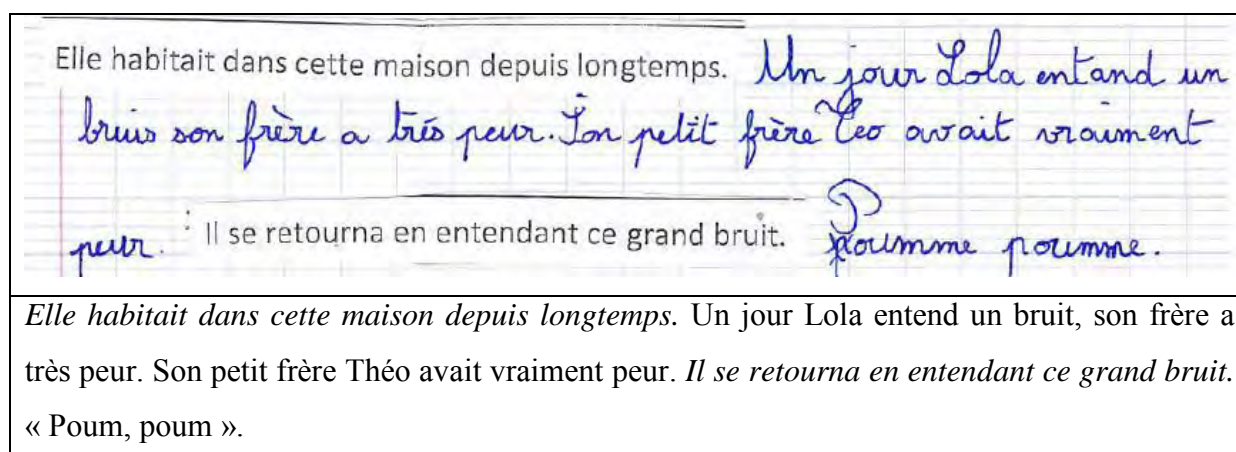 Elle habitait dans cette maison depuis longtemps. Un jour Lola entand un
bruis son frère a trés peur. Son petit frère Teo avait vraiment
peur. Il se retourna en entendant ce grand bruit. Poumme poumme.
Elle habitait dans cette maison depuis longtemps. Un jour Lola entend un bruit, son frère a
très peur. Son petit frère Théo avait vraiment peur. Il se retourna en entendant ce grand bruit.
« Poum, poum ».